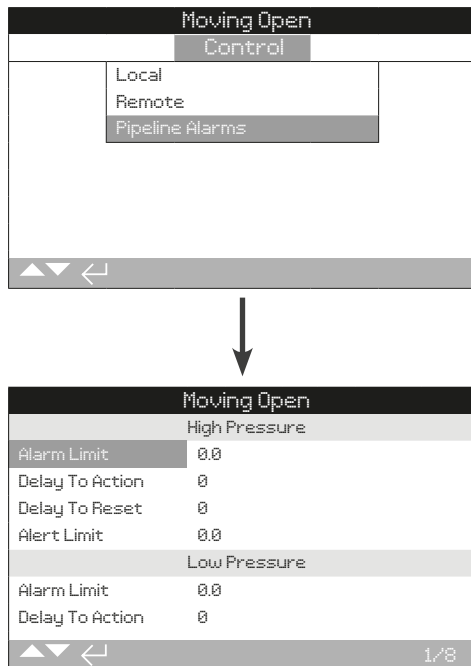 Moving Open
Control
Local
Remote
Pipeline Alarms
Moving Open
High Pressure
Alarm Limit 0.0
Delay To Action 0
Delay To Reset 0
Alert Limit 0.0
Low Pressure
Alarm Limit 0.0
Delay To Action 0
1/8